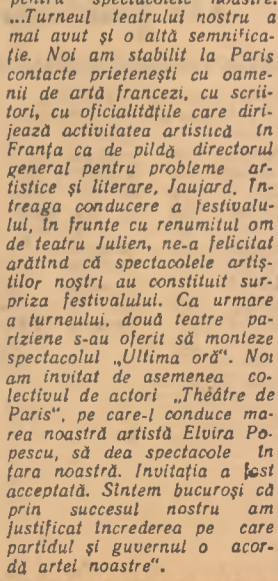 pentru spectacolele noastre.
„...Turneul teatrului nostru a
mai avut și o altă semnifica-
ție. Noi am stabilit la Paris
contacte prietenești cu oame-
nii de artă francezi, cu scrii-
tori, cu oficialitățile care diri-
jează activitatea artistică în
Franța ca de pildă directorul
general pentru probleme ar-
tistice și literare, Jaujard. În-
treaga conducere a festivalu-
lui, în frunte cu renumitul om
de teatru Julien, ne-a felicitat
arătînd că spectacolele artiș-
tilor noștri au constituit sur-
priza festivalului. Ca urmare
a turneului, două teatre pa-
riziene s-au oferit să monteze
spectacolul „Ultima oră“. Noi
am invitat de asemenea co-
lectivul de actori „Théâtre de
Paris“, pe care-l conduce ma-
rea noastră artistă Elvira Po-
pescu, să dea spectacole în
țara noastră. Invitația a fost
acceptată. Sîntem bucuroși că
prin succesul nostru am
justificat încrederea pe care
partidul și guvernul o acor-
dă artei noastre“.